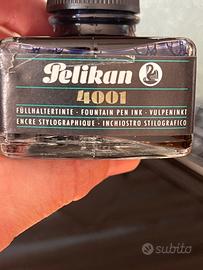 Pelikan
4001
FÜLLHALTERTINTE - FOUNTAIN PEN INK - VULPENINKT
ENCRE STYLOGRAPHIQUE - INCHIOSTRO STILOGRAFICO
subito